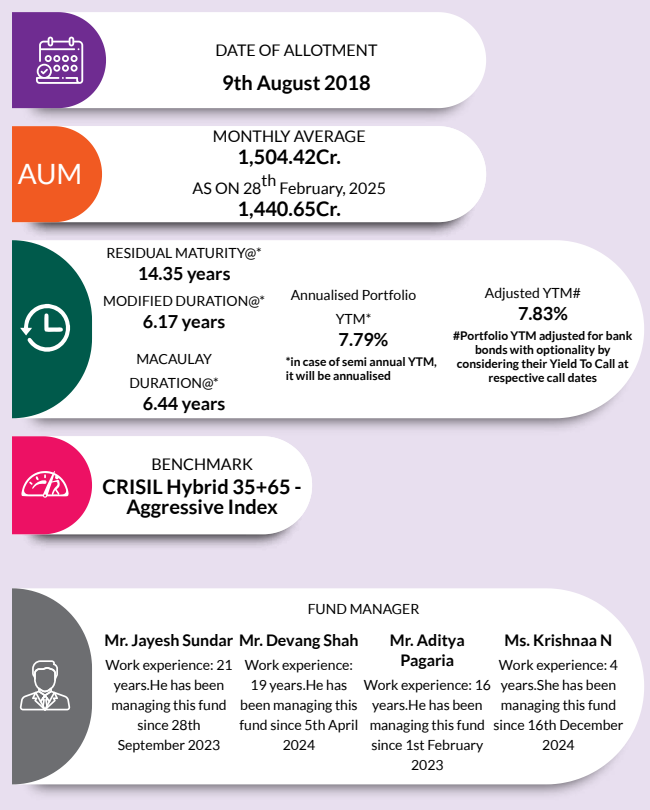 DATE OF ALLOTMENT
9th August 2018
AUM
MONTHLY AVERAGE
1,504.42Cr.
AS ON 28th February, 2025
1,440.65Cr.
RESIDUAL MATURITY@*
14.35 years
MODIFIED DURATION@*
6.17 years
MACAULAY
DURATION@*
6.44 years
Annualised Portfolio
YTM*
7.79%
*in case of semi annual YTM,
it will be annualised
Adjusted YTM#
7.83%
#Portfolio YTM adjusted for bank
bonds with optionality by
considering their Yield To Call at
respective call dates
BENCHMARK
CRISIL Hybrid 35+65 -
Aggressive Index
FUND MANAGER
Mr. Jayesh Sundar
Work experience: 21
years.He has been
managing this fund
since 28th
September 2023
Mr. Devang Shah
Work experience:
19 years.He has
been managing this
fund since 5th April
2024
Mr. Aditya
Pagaria
Work experience: 16
years.He has been
managing this fund
since 1st February
2023
Ms. Krishnaa N
Work experience: 4
years.She has been
managing this fund
since 16th December
2024